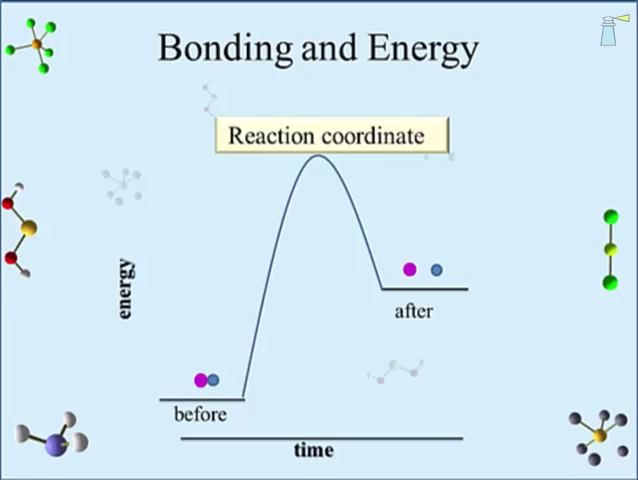 Bonding and Energy
Reaction coordinate
energy
after
before
time